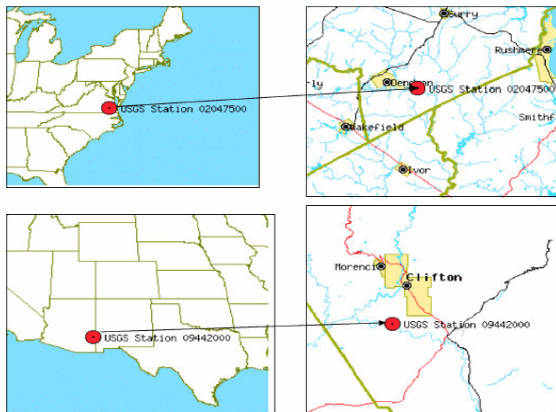 USGS Station 02047500
Surry
Rushmere
Dendron
USGS Station 02047500
Smithf
Wakefield
Ivor
USGS Station 09442000
Morenci
Clifton
USGS Station 09442000